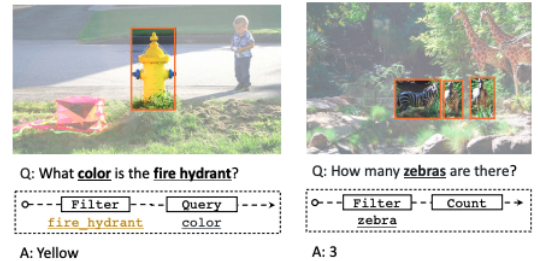 Q: What color is the fire hydrant?
Filter Query
fire_hydrant color
A: Yellow
Q: How many zebras are there?
Filter Count
zebra
A: 3